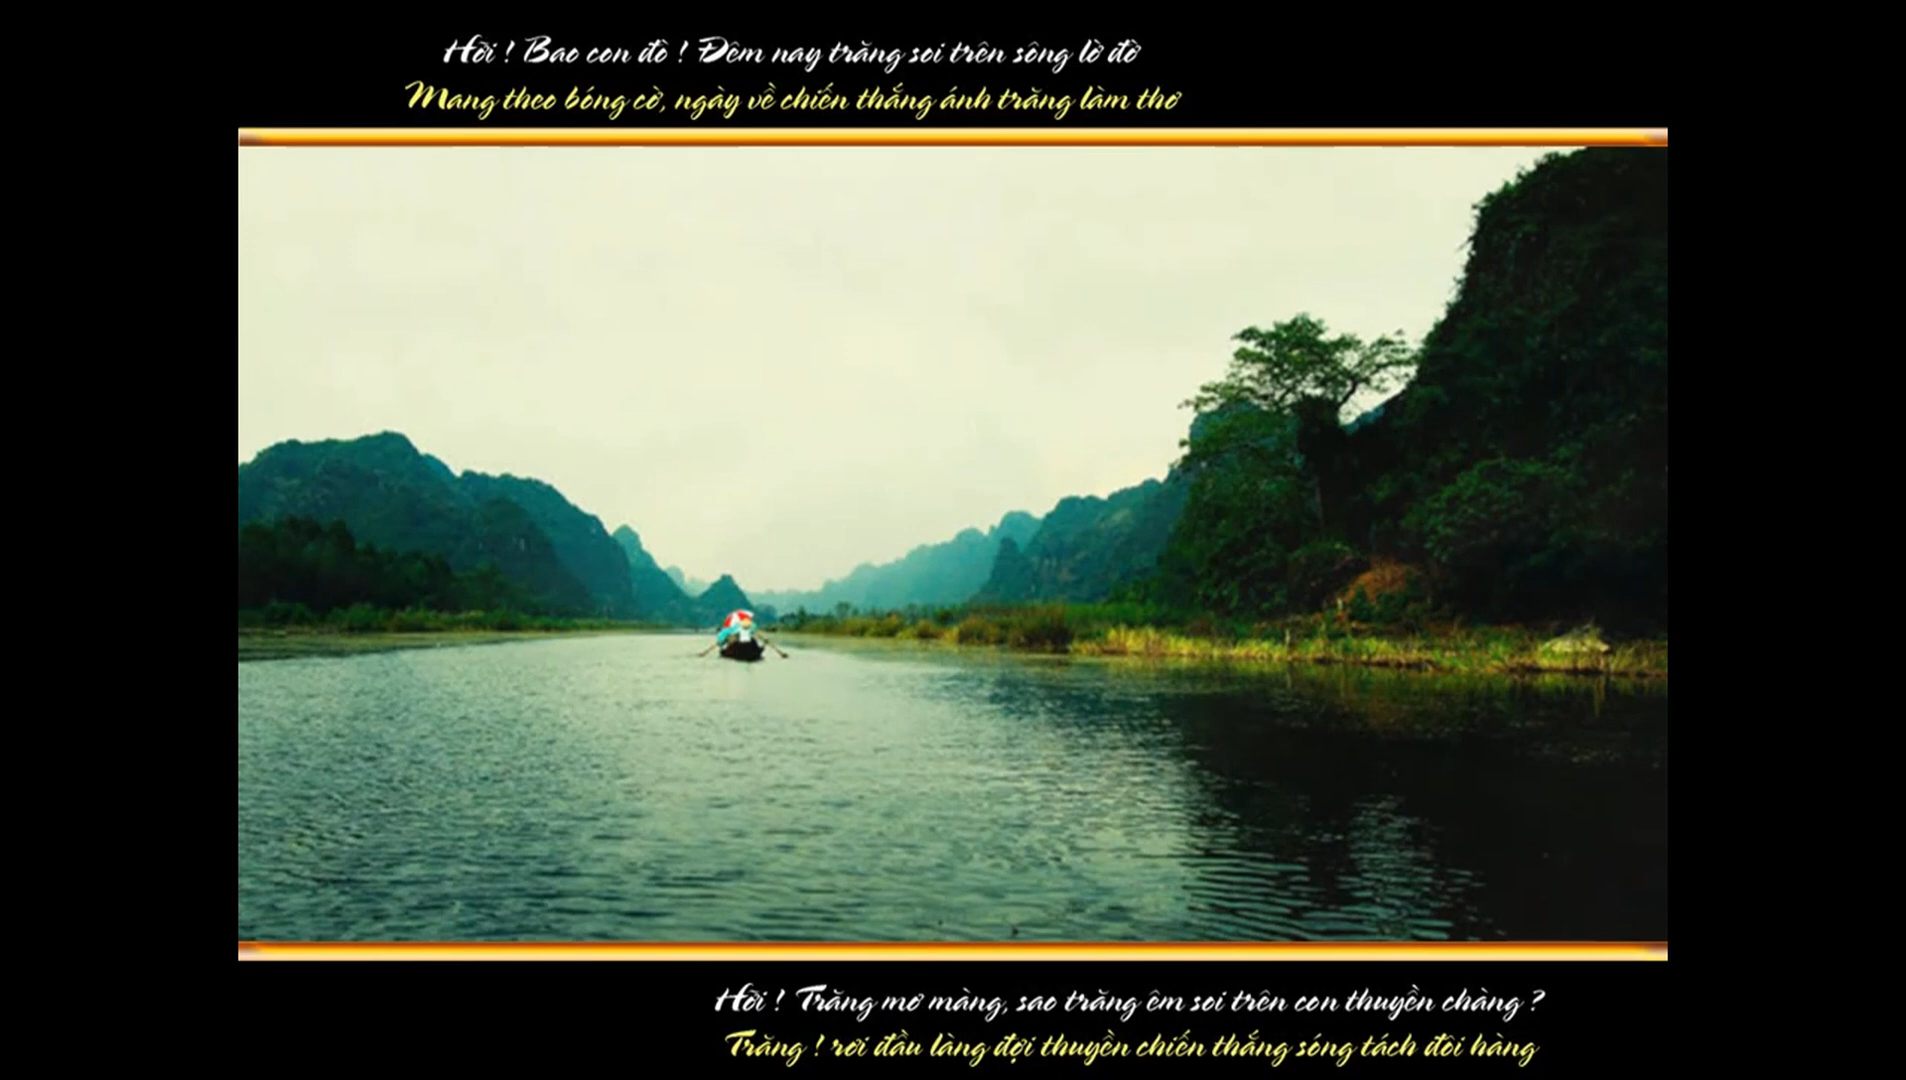 Hỡi ! Bao con đò ! Đêm nay trăng soi trên sông lờ đờ
Mang theo bóng cờ, ngày về chiến thắng ánh trăng làm thơ
Hỡi ! Trăng mơ màng, sao trăng êm soi trên con thuyền chàng ?
Trăng ! rơi đầu làng đợi thuyền chiến thắng sóng tách đôi hàng